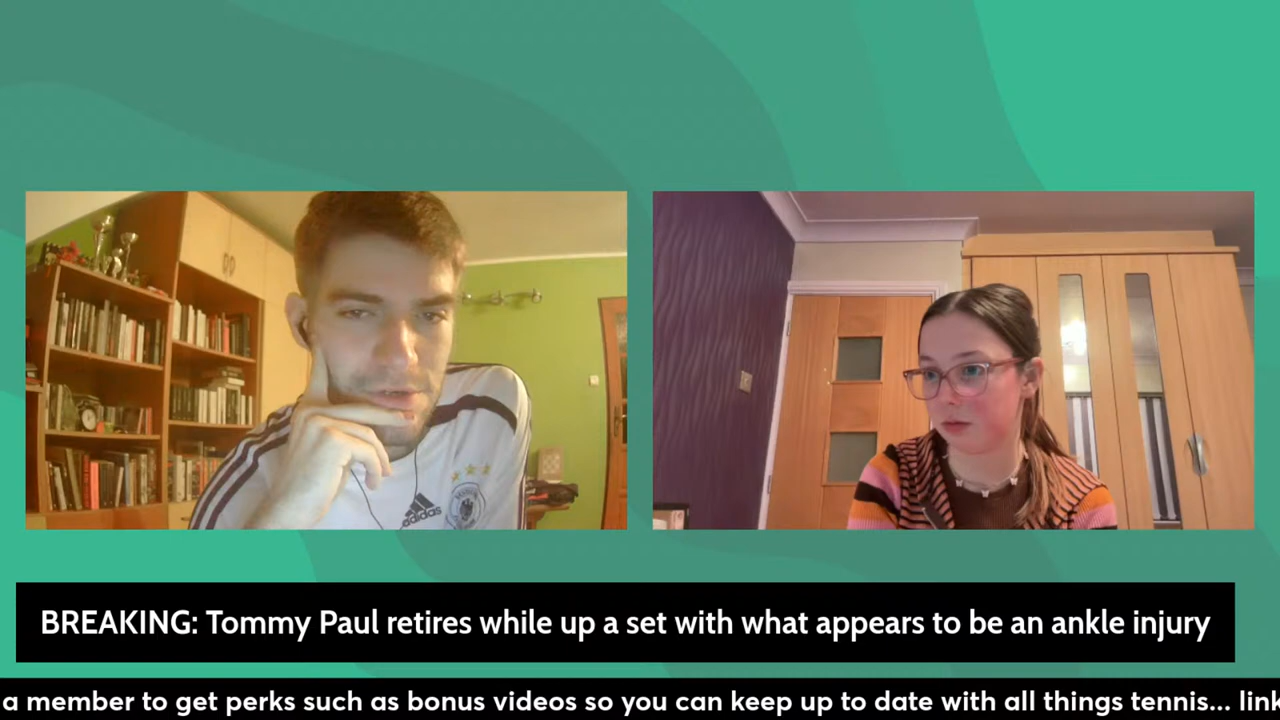 adidas
BREAKING: Tommy Paul retires while up a set with what appears to be an ankle injury
a member to get perks such as bonus videos so you can keep up to date with all things tennis... link